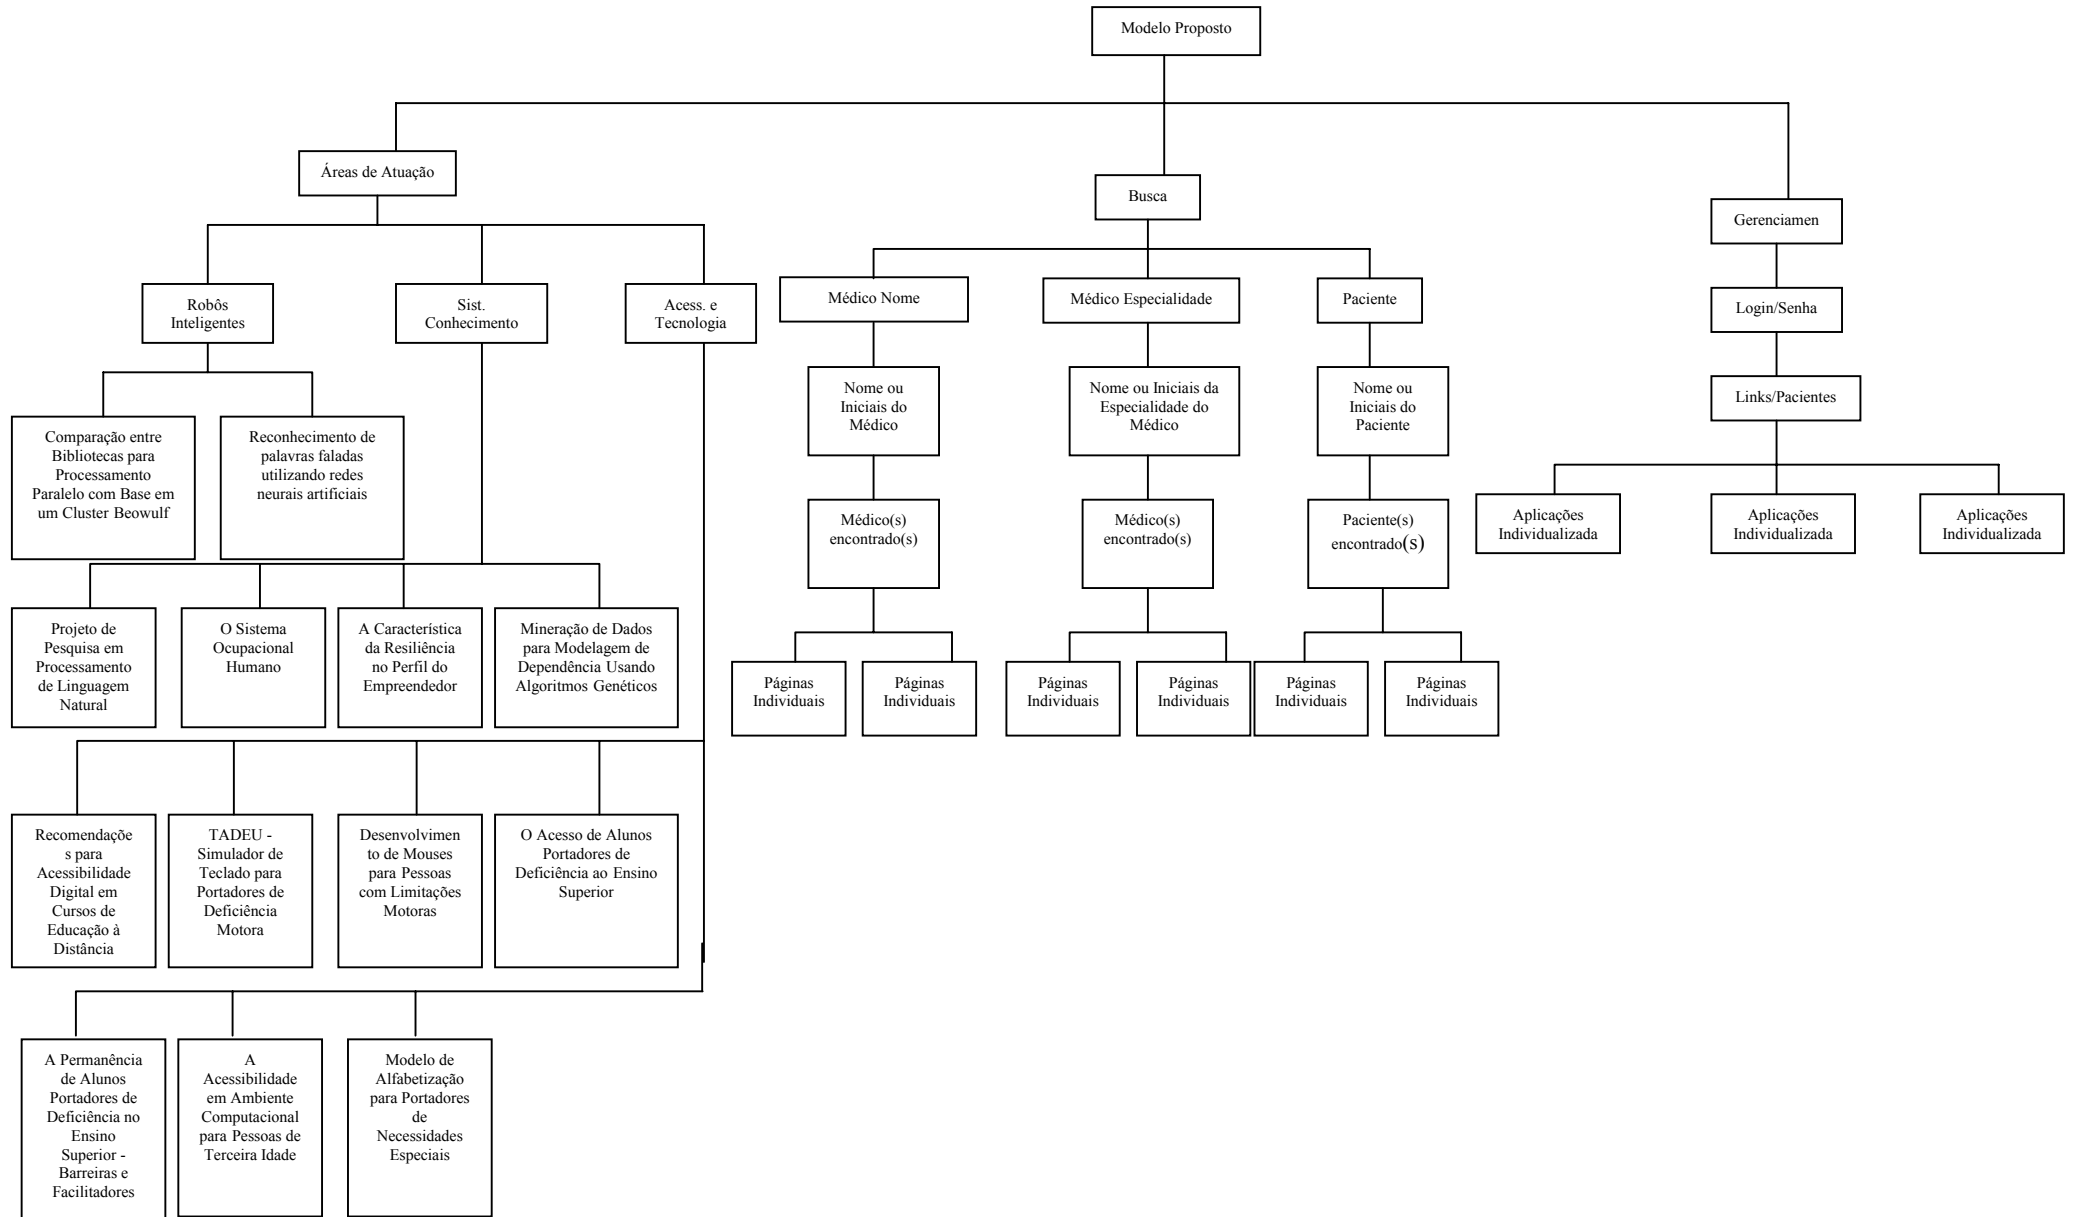 Modelo Proposto
Áreas de Atuação
Busca
Gerenciamen
Robôs
Inteligentes
Sist.
Conhecimento
Acess. e
Tecnologia
Médico Nome
Médico Especialidade
Paciente
Login/Senha
Nome ou
Iniciais do
Médico
Nome ou Iniciais da
Especialidade do
Médico
Nome ou
Iniciais do
Paciente
Links/Pacientes
Comparação entre
Bibliotecas para
Processamento
Paralelo com Base em
um Cluster Beowulf
Reconhecimento de
palavras faladas
utilizando redes
neurais artificiais
Médico(s)
encontrado(s)
Médico(s)
encontrado(s)
Paciente(s)
encontrado(s)
Aplicações
Individualizada
Aplicações
Individualizada
Aplicações
Individualizada
Projeto de
Pesquisa em
Processamento
de Linguagem
Natural
O Sistema
Ocupacional
Humano
A Característica
da Resiliência
no Perfil do
Empreendedor
Mineração de Dados
para Modelagem de
Dependência Usando
Algoritmos Genéticos
Páginas
Individuais
Páginas
Individuais
Páginas
Individuais
Páginas
Individuais
Páginas
Individuais
Páginas
Individuais
Recomendaçõe
s para
Acessibilidade
Digital em
Cursos de
Educação à
Distância
TADEU -
Simulador de
Teclado para
Portadores de
Deficiência
Motora
Desenvolvimen
to de Mouses
para Pessoas
com Limitações
Motoras
O Acesso de Alunos
Portadores de
Deficiência ao Ensino
Superior
A Permanência
de Alunos
Portadores de
Deficiência no
Ensino
Superior -
Barreiras e
Facilitadores
A
Acessibilidade
em Ambiente
Computacional
para Pessoas de
Terceira Idade
Modelo de
Alfabetização
para Portadores
de
Necessidades
Especiais